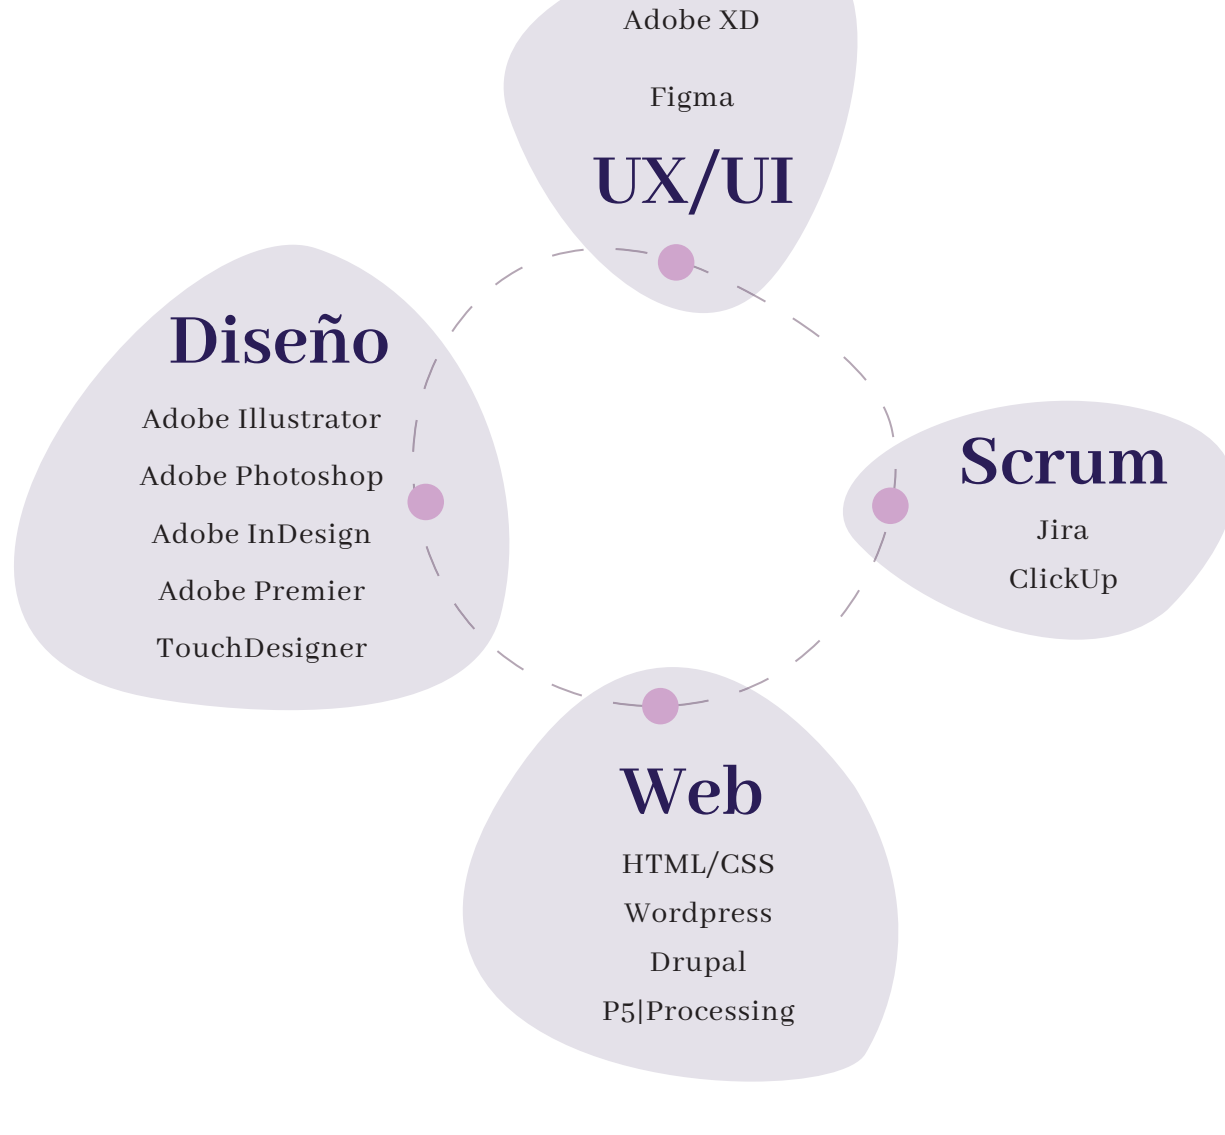 Adobe XD
Figma
UX/UI
Diseño
Adobe Illustrator
Adobe Photoshop
Adobe InDesign
Adobe Premier
TouchDesigner
Scrum
Jira
ClickUp
Web
HTML/CSS
Wordpress
Drupal
P5|Processing